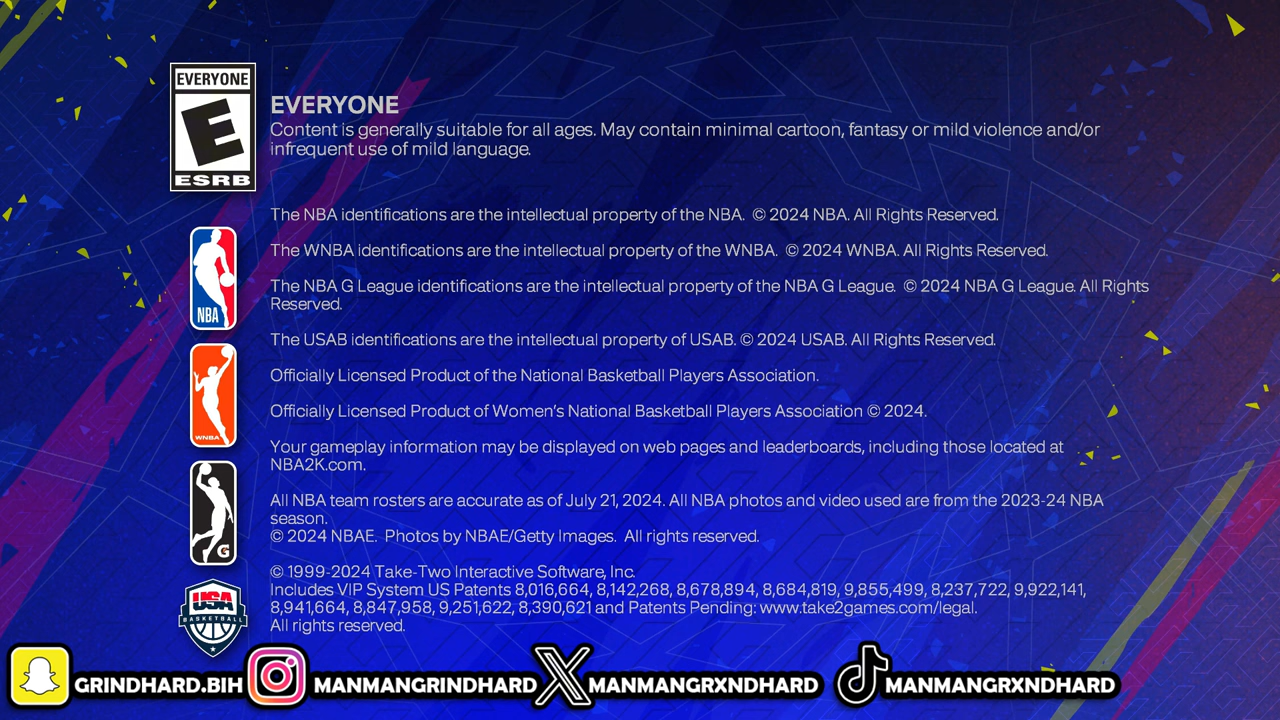 EVERYONE
E
ESRB
EVERYONE
Content is generally suitable for all ages. May contain minimal cartoon, fantasy or mild violence and/or
infrequent use of mild language.
The NBA identifications are the intellectual property of the NBA.  © 2024 NBA. All Rights Reserved.
The WNBA identifications are the intellectual property of the WNBA.  © 2024 WNBA. All Rights Reserved.
The NBA G League identifications are the intellectual property of the NBA G League.  © 2024 NBA G League. All Rights
Reserved.
NBA
The USAB identifications are the intellectual property of USAB. © 2024 USAB. All Rights Reserved.
Officially Licensed Product of the National Basketball Players Association.
Officially Licensed Product of Women's National Basketball Players Association © 2024.
WNBA
Your gameplay information may be displayed on web pages and leaderboards, including those located at
NBA2K.com.
All NBA team rosters are accurate as of July 21, 2024. All NBA photos and video used are from the 2023-24 NBA
season.
© 2024 NBAE.  Photos by NBAE/Getty Images.  All rights reserved.
G
© 1999-2024 Take-Two Interactive Software, Inc.
Includes VIP System US Patents 8,016,664, 8,142,268, 8,678,894, 8,684,819, 9,855,499, 8,237,722, 9,922,141,
8,941,664, 8,847,958, 9,251,622, 8,390,621 and Patents Pending: www.take2games.com/legal.
All rights reserved.
USA
BASKETBALL
GRINDHARD.BIH MANMANGRINDHARD MANMANGRXNDHARD MANMANGRXNDHARD